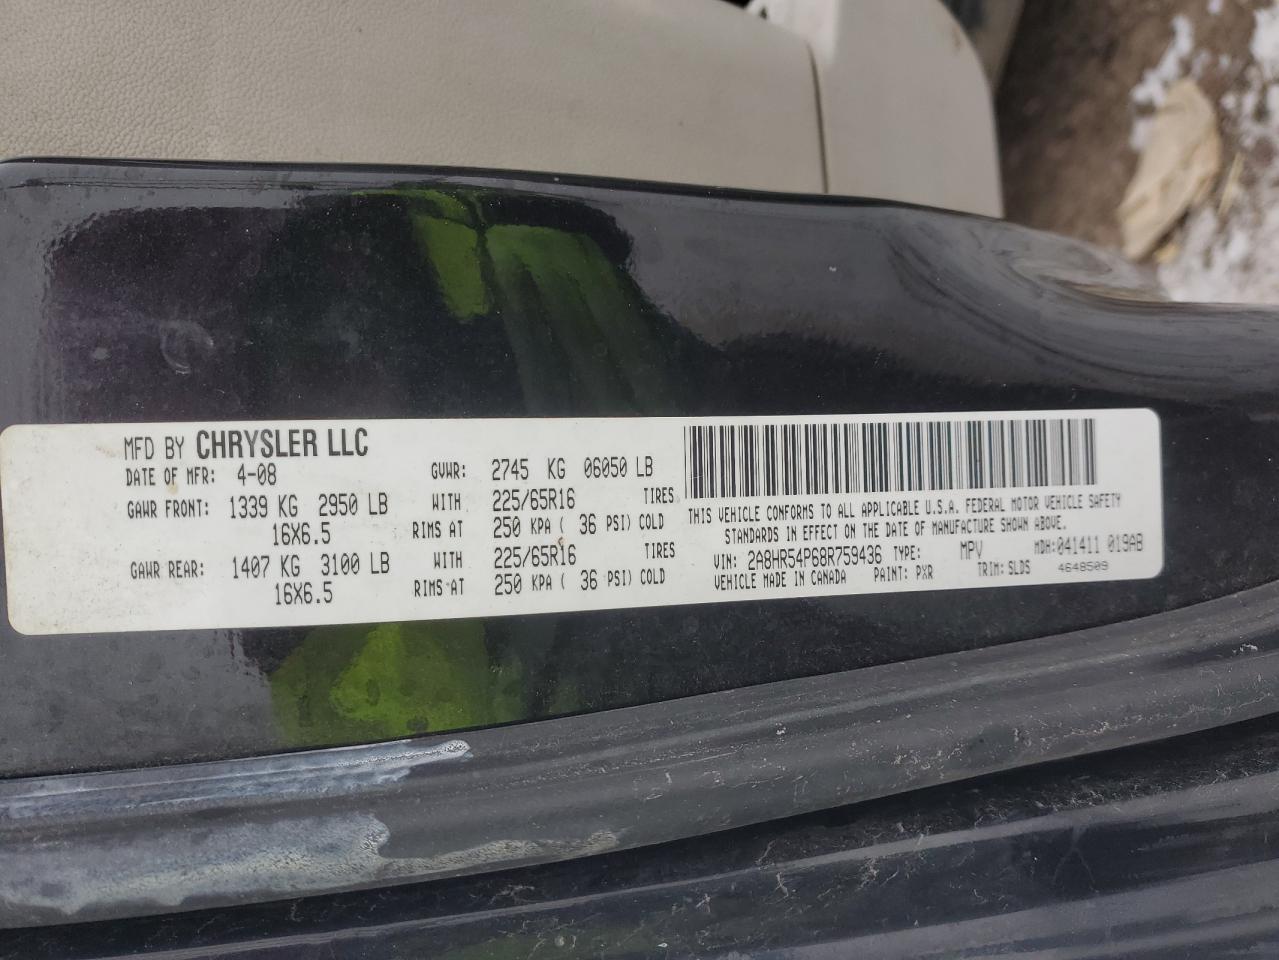 MFD BY CHRYSLER LLC
DATE OF MFR: 4-08 GVWR: 2745 KG 06050 LB
GAWR FRONT: 1339 KG 2950 LB WITH 225/65R16 TIRES
16X6.5 RIMS AT 250 KPA ( 36 PSI) COLD
GAWR REAR: 1407 KG 3100 LB WITH 225/65R16 TIRES
16X6.5 RIMS AT 250 KPA ( 36 PSI) COLD
THIS VEHICLE CONFORMS TO ALL APPLICABLE U.S.A. FEDERAL MOTOR VEHICLE SAFETY
STANDARDS IN EFFECT ON THE DATE OF MANUFACTURE SHOWN ABOVE.
VIN: 2A8HR54P68R759436 TYPE: MPV MDH: 041411 019AB
VEHICLE MADE IN CANADA PAINT: PXR TRIM: SLDS 4648509